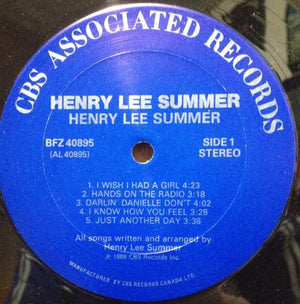 CBS ASSOCIATED RECORDS
HENRY LEE SUMMER
HENRY LEE SUMMER
BFZ 40895
(AL 40895)
SIDE 1
STEREO
1. I WISH I HAD A GIRL 4:23
2. HANDS ON THE RADIO 3:18
3. DARLIN' DANIELLE DON'T 4:02
4. I KNOW HOW YOU FEEL 3:28
5. JUST ANOTHER DAY 3:38
All songs written and arranged by
Henry Lee Summer
℗ 1988 CBS Records Inc.
MANUFACTURED BY CBS RECORDS CANADA LTD.